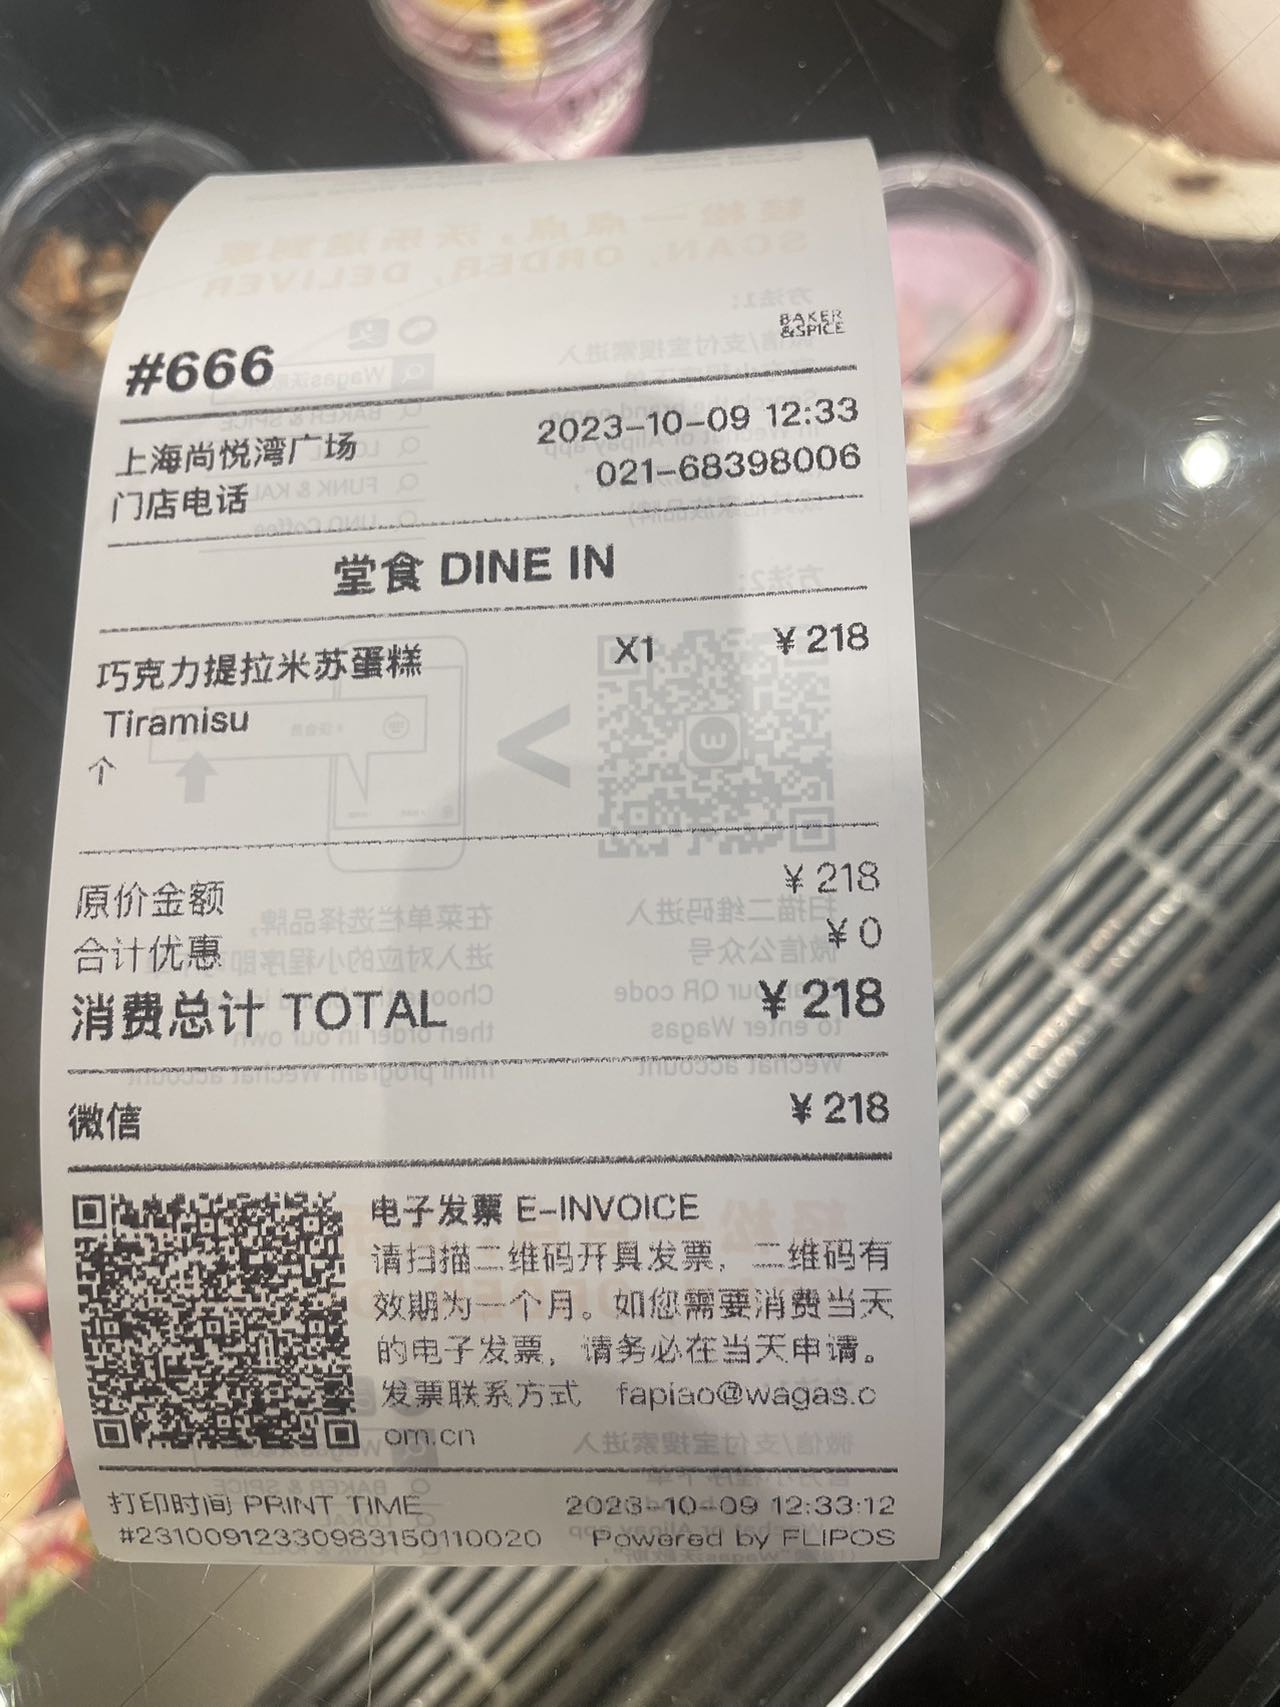 BAKER
&SPICE
#666
上海尚悦湾广场 2023-10-09 12:33
门店电话 021-68398006
堂食 DINE IN
巧克力提拉米苏蛋糕 X1 ¥218
Tiramisu
个
原价金额 ¥218
合计优惠 ¥0
消费总计 TOTAL ¥218
微信 ¥218
电子发票 E-INVOICE
请扫描二维码开具发票，二维码有
效期为一个月。如您需要消费当天
的电子发票，请务必在当天申请。
发票联系方式 fapiao@wagas.c
om.cn
打印时间 PRINT TIME 2023-10-09 12:33:12
#2310091233098315011​0020 Powered by FLIPOS